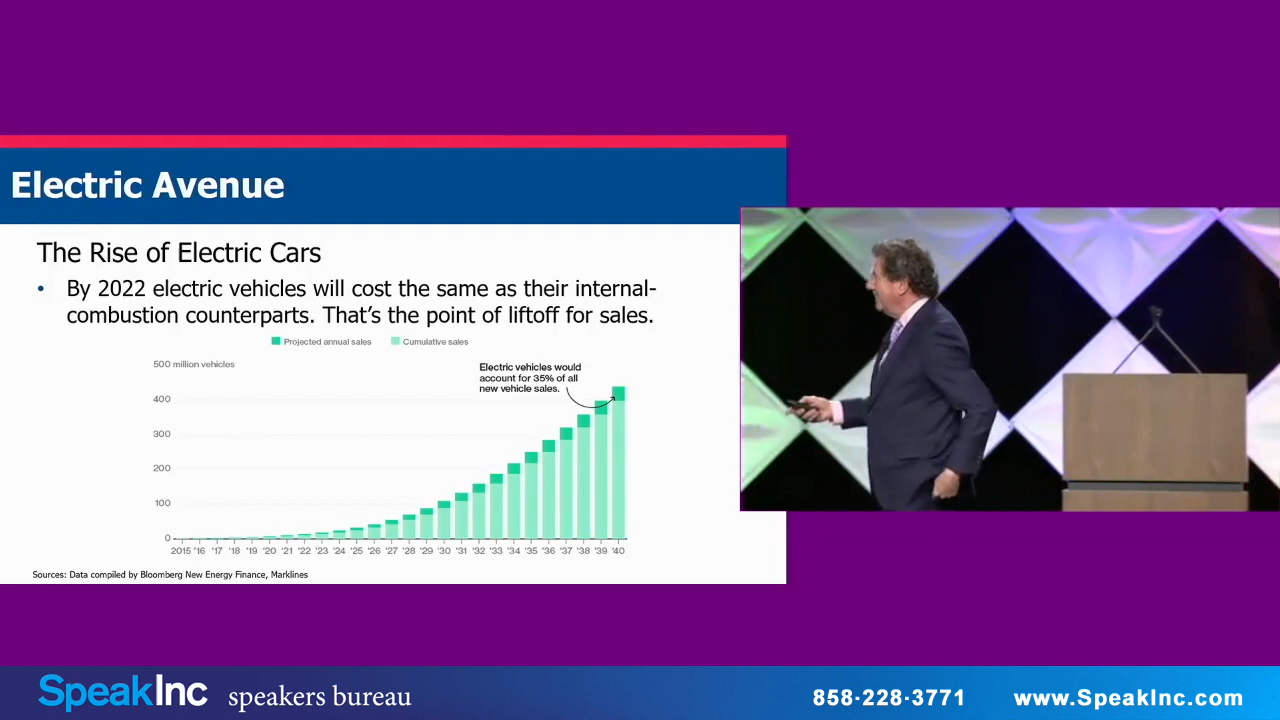 Electric Avenue
The Rise of Electric Cars
• By 2022 electric vehicles will cost the same as their internal-
combustion counterparts. That’s the point of liftoff for sales.
Projected annual sales Cumulative sales
500 million vehicles
Electric vehicles would
account for 35% of all
new vehicle sales.
400
300
200
100
0
2015 '16 '17 '18 '19 '20 '21 '22 '23 '24 '25 '26 '27 '28 '29 '30 '31 '32 '33 '34 '35 '36 '37 '38 '39 '40
Sources: Data compiled by Bloomberg New Energy Finance, Marklines
SpeakInc speakers bureau 858-228-3771 www.SpeakInc.com